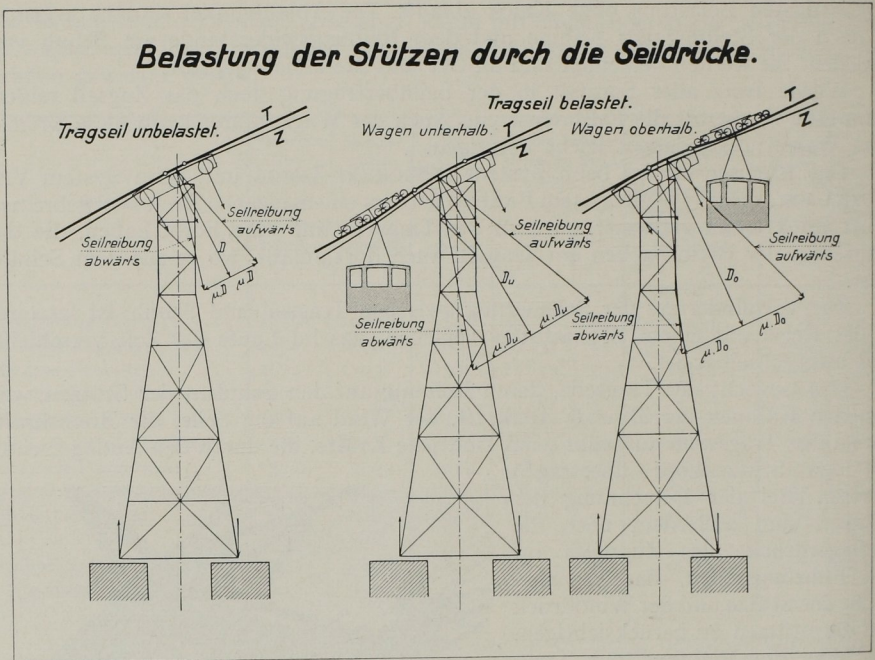 Belastung der Stützen durch die Seildrücke.
Tragseil belastet.
Tragseil unbelastet.
T
Z
Seilreibung
aufwärts
Seilreibung
abwärts
D
μ.D
μ.D
Wagen unterhalb.
T
Z
Seilreibung
aufwärts
Du
Seilreibung
abwärts
μ.Du
μ.Du
Wagen oberhalb.
T
Z
Seilreibung
aufwärts
Do
Seilreibung
abwärts
μ.Do
μ.Do